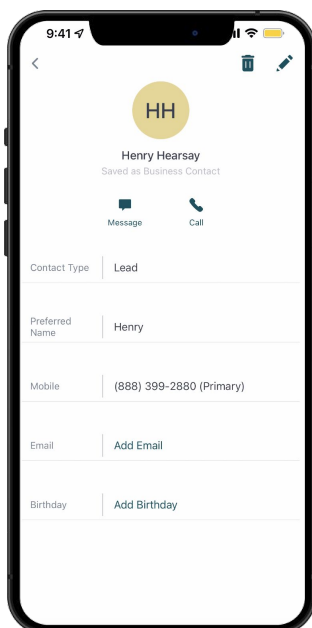 9:41
HH
Henry Hearsay
Saved as Business Contact
Message Call
Contact Type Lead
Preferred
Name
Henry
Mobile (888) 399-2880 (Primary)
Email Add Email
Birthday Add Birthday